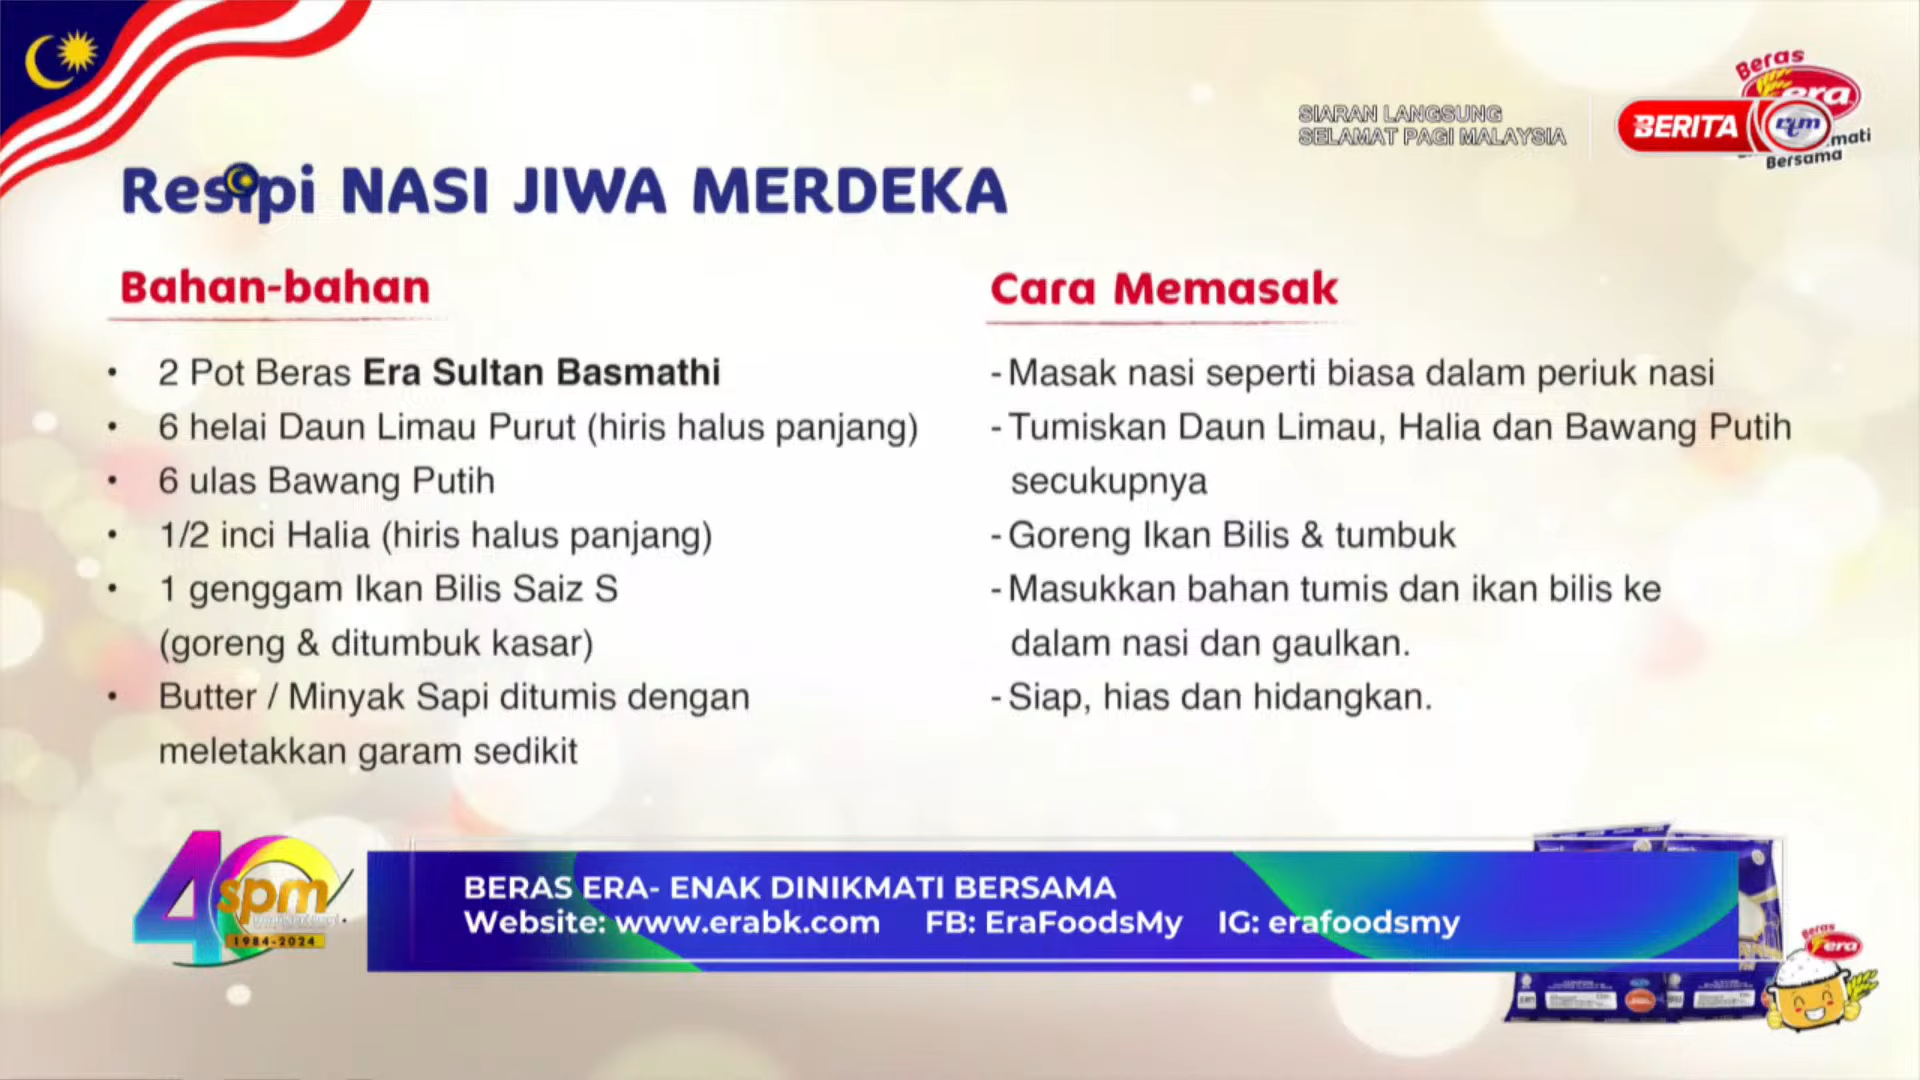 Beras
era
SIARAN LANGSUNG
SELAMAT PAGI MALAYSIA
BERITA rtm
mati
Bersama
Resipi NASI JIWA MERDEKA
Bahan-bahan
• 2 Pot Beras Era Sultan Basmathi
• 6 helai Daun Limau Purut (hiris halus panjang)
• 6 ulas Bawang Putih
• 1/2 inci Halia (hiris halus panjang)
• 1 genggam Ikan Bilis Saiz S
(goreng & ditumbuk kasar)
• Butter / Minyak Sapi ditumis dengan
meletakkan garam sedikit
Cara Memasak
- Masak nasi seperti biasa dalam periuk nasi
- Tumiskan Daun Limau, Halia dan Bawang Putih
secukupnya
- Goreng Ikan Bilis & tumbuk
- Masukkan bahan tumis dan ikan bilis ke
dalam nasi dan gaulkan.
- Siap, hias dan hidangkan.
40
spm
1984-2024
BERAS ERA- ENAK DINIKMATI BERSAMA
Website: www.erabk.com FB: EraFoodsMy IG: erafoodsmy
Beras
era